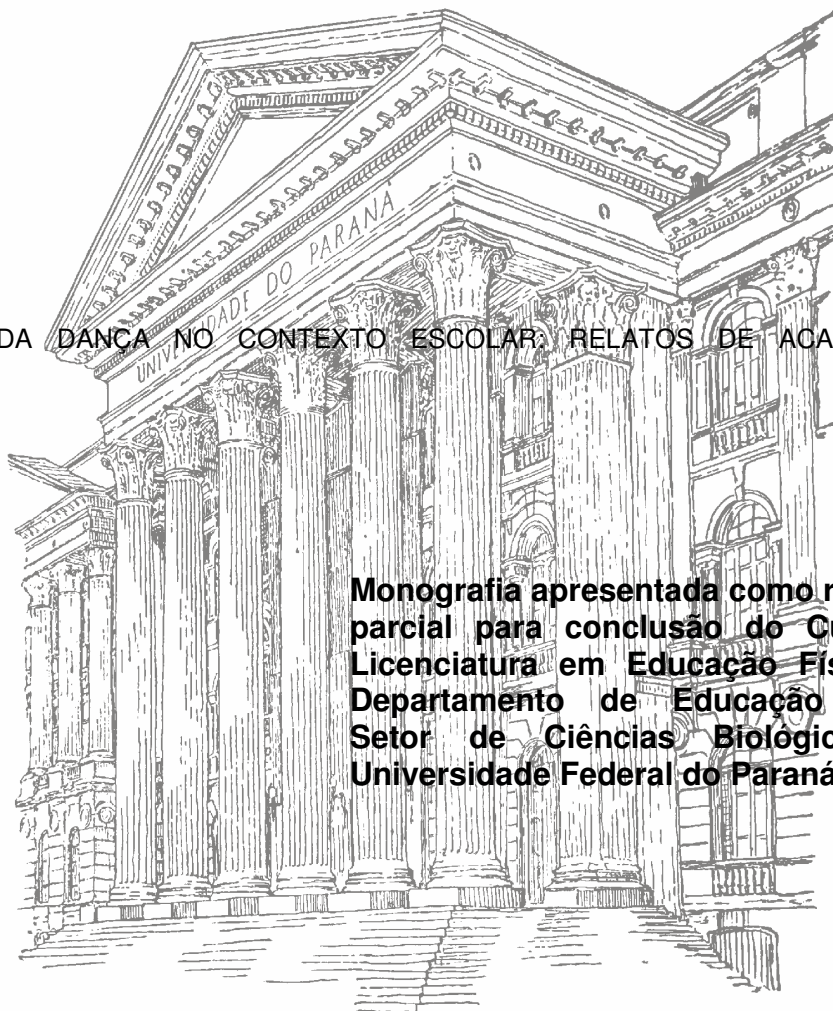 UNIVERSIDADE DO PARANÁ
DA DANÇA NO CONTEXTO ESCOLAR: RELATOS DE ACA
Monografia apresentada como r
parcial para conclusão do Cu
Licenciatura em Educação Fís
Departamento de Educação
Setor de Ciências Biológic
Universidade Federal do Paraná